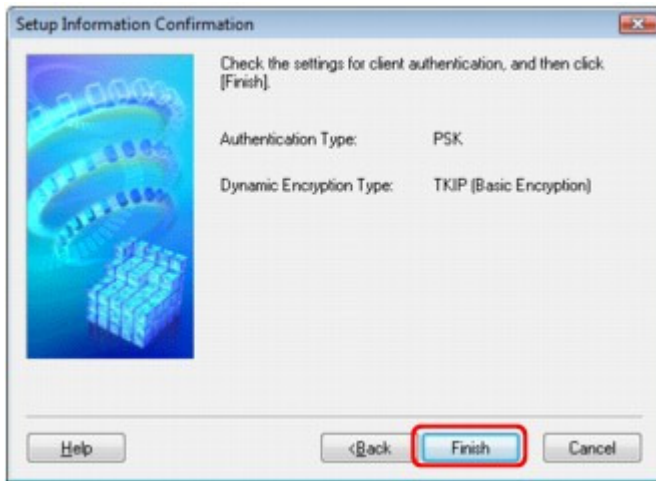 Setup Information Confirmation
Check the settings for client authentication, and then click
[Finish].
Authentication Type: PSK
Dynamic Encryption Type: TKIP (Basic Encryption)
Help <Back Finish Cancel